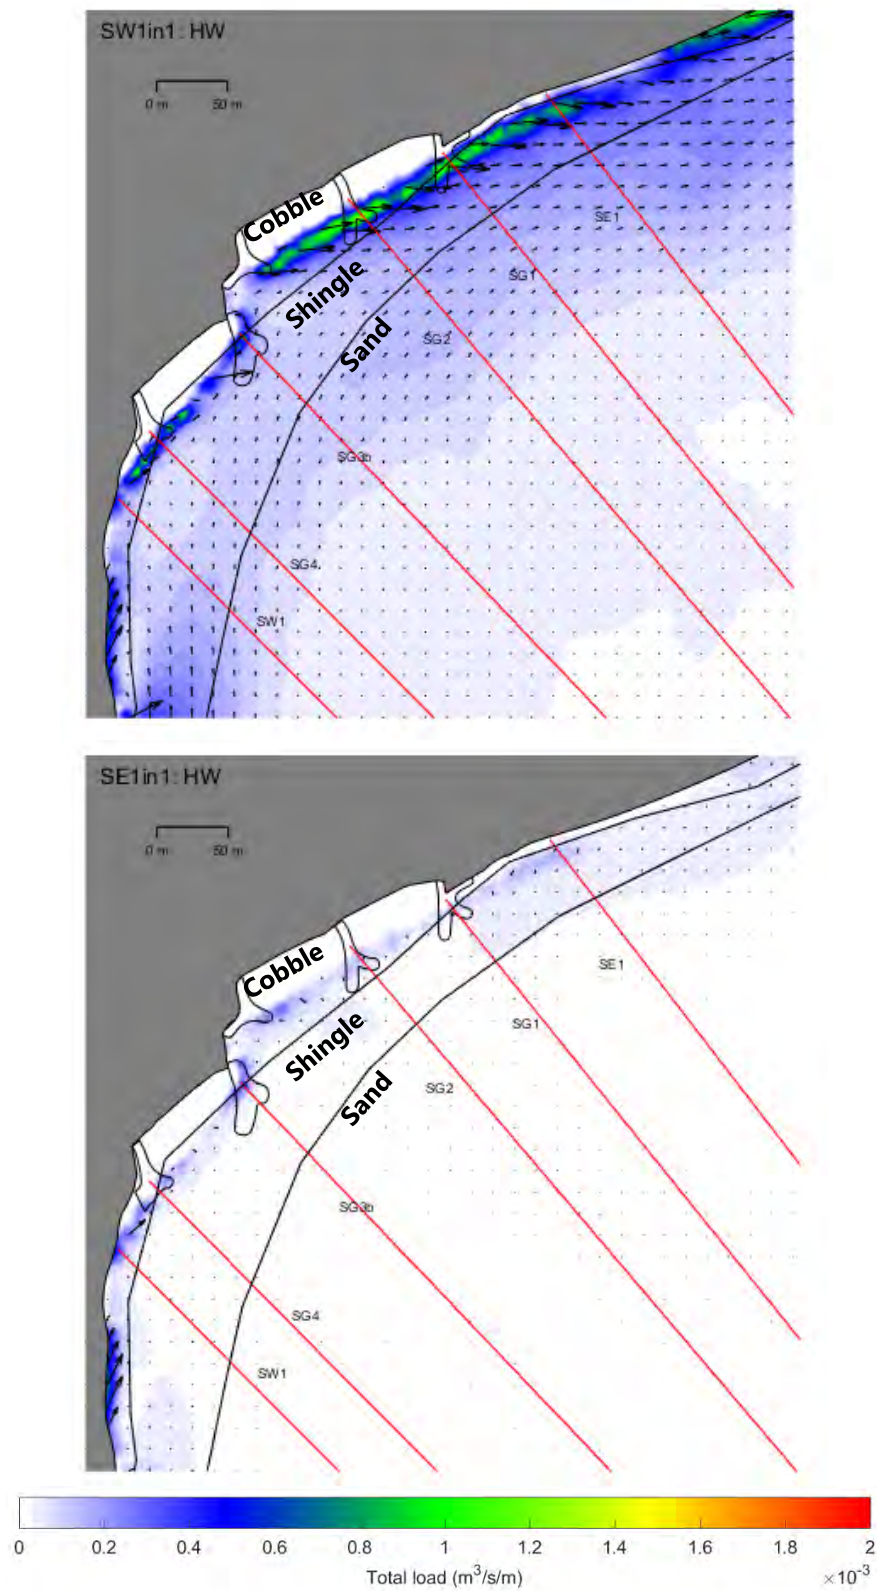 SW1in1: HW
0 m 50 m
Cobble
SE1
Shingle
SG1
Sand
SG2
SG3b
SG4
SW1
SE1in1: HW
0 m 50 m
Cobble
SE1
Shingle
SG1
Sand
SG2
SG3b
SG4
SW1
0 0.2 0.4 0.6 0.8 1 1.2 1.4 1.6 1.8 2
Total load (m³/s/m) ×10⁻³